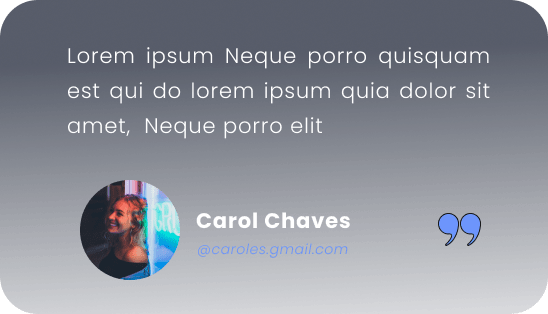 Lorem ipsum Neque porro quisquam
est qui do lorem ipsum quia dolor sit
amet, Neque porro elit
Carol Chaves
@caroles.gmail.com